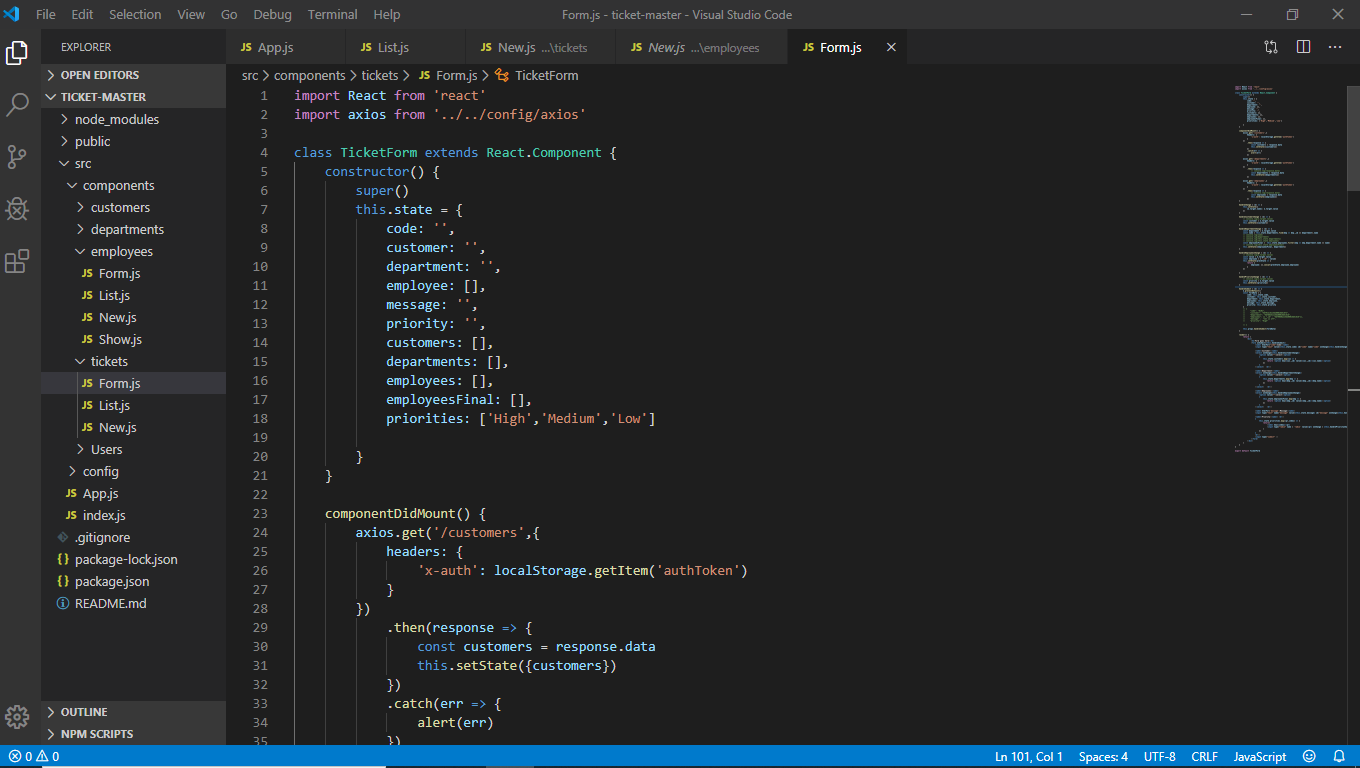 File Edit Selection View Go Debug Terminal Help
Form.js - ticket-master - Visual Studio Code
EXPLORER
OPEN EDITORS
TICKET-MASTER
node_modules
public
src
components
customers
departments
employees
JS Form.js
JS List.js
JS New.js
JS Show.js
tickets
JS Form.js
JS List.js
JS New.js
Users
config
JS App.js
JS index.js
.gitignore
{} package-lock.json
{} package.json
README.md
OUTLINE
NPM SCRIPTS
JS App.js JS List.js JS New.js ...\tickets JS New.js ...\employees JS Form.js
src > components > tickets > JS Form.js > TicketForm
1 import React from 'react'
2 import axios from '../../config/axios'
3
4 class TicketForm extends React.Component {
5 constructor() {
6 super()
7 this.state = {
8 code: '',
9 customer: '',
10 department: '',
11 employee: [],
12 message: '',
13 priority: '',
14 customers: [],
15 departments: [],
16 employees: [],
17 employeesFinal: [],
18 priorities: ['High','Medium','Low']
19
20 }
21 }
22
23 componentDidMount() {
24 axios.get('/customers',{
25 headers: {
26 'x-auth': localStorage.getItem('authToken')
27 }
28 })
29 .then(response => {
30 const customers = response.data
31 this.setState({customers})
32 })
33 .catch(err => {
34 alert(err)
35 })
0 0
Ln 101, Col 1 Spaces: 4 UTF-8 CRLF JavaScript